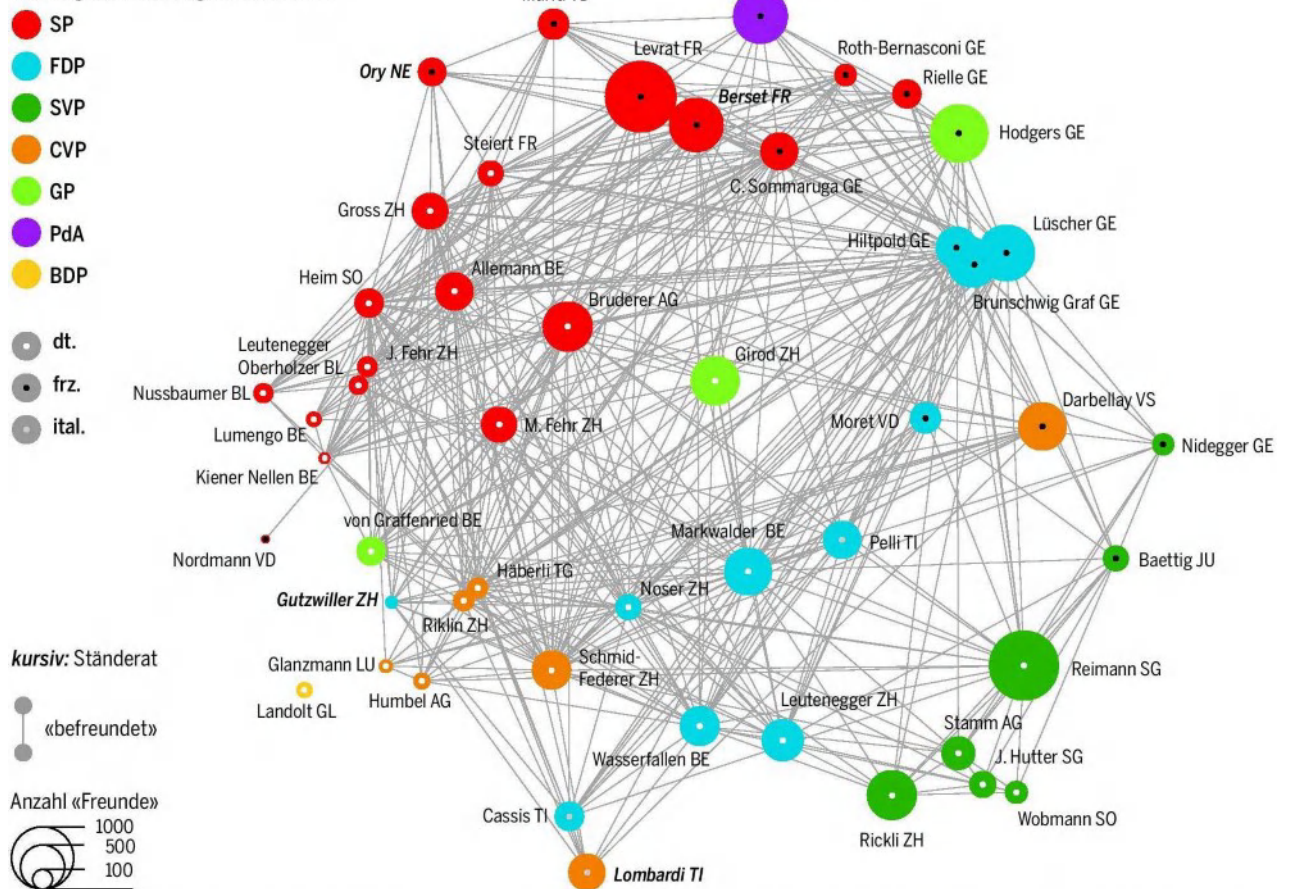 SP
FDP
SVP
CVP
GP
PdA
BDP
dt.
frz.
ital.
kursiv: Ständerat
«befreundet»
Anzahl «Freunde»
1000
500
100
Levrat FR
Roth-Bernasconi GE
Ory NE
Rielle GE
Berset FR
Hodgers GE
Steiert FR
C. Sommaruga GE
Gross ZH
Lüscher GE
Hiltpold GE
Allemann BE
Heim SO
Bruderer AG
Brunschwig Graf GE
Leutenegger
Oberholzer BL
J. Fehr ZH
Girod ZH
Nussbaumer BL
Darbellay VS
Moret VD
Lumengo BE
M. Fehr ZH
Nidegger GE
Kiener Nellen BE
von Graffenried BE
Markwalder BE
Pelli TI
Nordmann VD
Baettig JU
Häberli TG
Noser ZH
Gutzwiller ZH
Riklin ZH
Glanzmann LU
Schmid-
Federer ZH
Reimann SG
Humbel AG
Landolt GL
Leutenegger ZH
Stamm AG
Wasserfallen BE
J. Hutter SG
Cassis TI
Wobmann SO
Rickli ZH
Lombardi TI